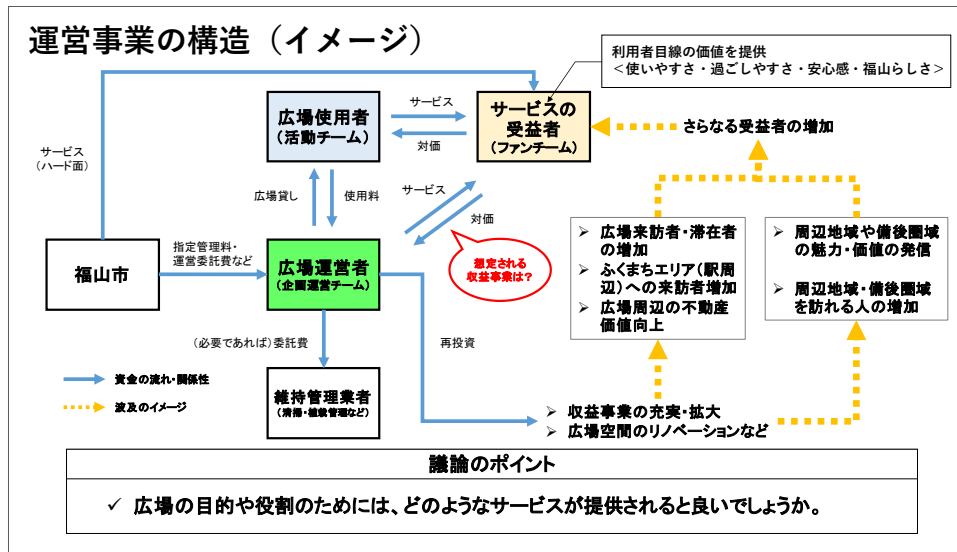 運営事業の構造（イメージ）
利用者目線の価値を提供
＜使いやすさ・過ごしやすさ・安心感・福山らしさ＞
広場使用者
（活動チーム）
サービス
対価
サービスの
受益者
（ファンチーム）
さらなる受益者の増加
サービス
（ハード面）
広場貸し
使用料
サービス
対価
福山市
指定管理料・
運営委託費など
広場運営者
（企画運営チーム）
想定される
収益事業は？
➢ 広場来訪者・滞在者
の増加
➢ ふくまちエリア（駅周
辺）への来訪者増加
➢ 広場周辺の不動産
価値向上
➢ 周辺地域や備後圏域
の魅力・価値の発信
➢ 周辺地域・備後圏域
を訪れる人の増加
（必要であれば）委託費
再投資
資金の流れ・関係性
波及のイメージ
維持管理業者
（清掃・植栽管理など）
➢ 収益事業の充実・拡大
➢ 広場空間のリノベーションなど
議論のポイント
✓ 広場の目的や役割のためには、どのようなサービスが提供されると良いでしょうか。